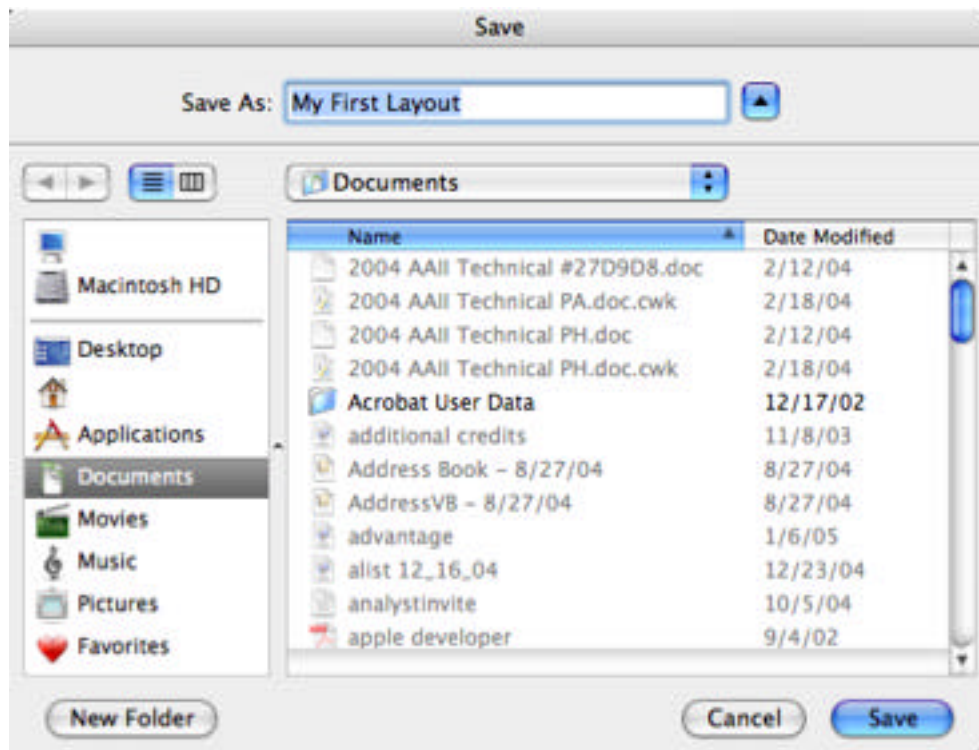 Save
Save As: My First Layout
Documents
Macintosh HD
Desktop
Applications
Documents
Movies
Music
Pictures
Favorites
Name Date Modified
2004 AAII Technical #27D9D8.doc 2/12/04
2004 AAII Technical PA.doc.cwk 2/18/04
2004 AAII Technical PH.doc 2/12/04
2004 AAII Technical PH.doc.cwk 2/18/04
Acrobat User Data 12/17/02
additional credits 11/8/03
Address Book – 8/27/04 8/27/04
AddressVB – 8/27/04 8/27/04
advantage 1/6/05
alist 12_16_04 12/23/04
analystinvite 10/5/04
apple developer 9/4/02
New Folder Cancel Save